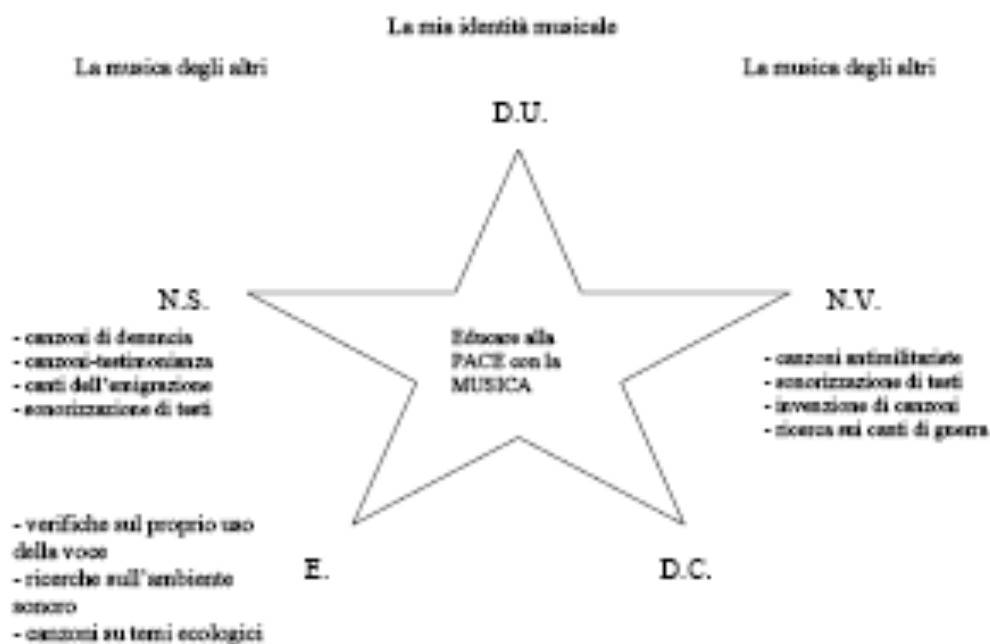 La mia identità musicale
La musica degli altri
La musica degli altri
D.U.
N.S.
- canzoni di denuncia
- canzoni-testimonianza
- canti dell'emigrazione
- sonorizzazione di testi
Educare alla
PACE con la
MUSICA
N.V.
- canzoni antimilitariste
- sonorizzazione di testi
- invenzione di canzoni
- ricerca sui canti di guerra
- verifiche sul proprio uso
della voce
- ricerche sull'ambiente
sonoro
- canzoni su temi ecologici
E.
D.C.